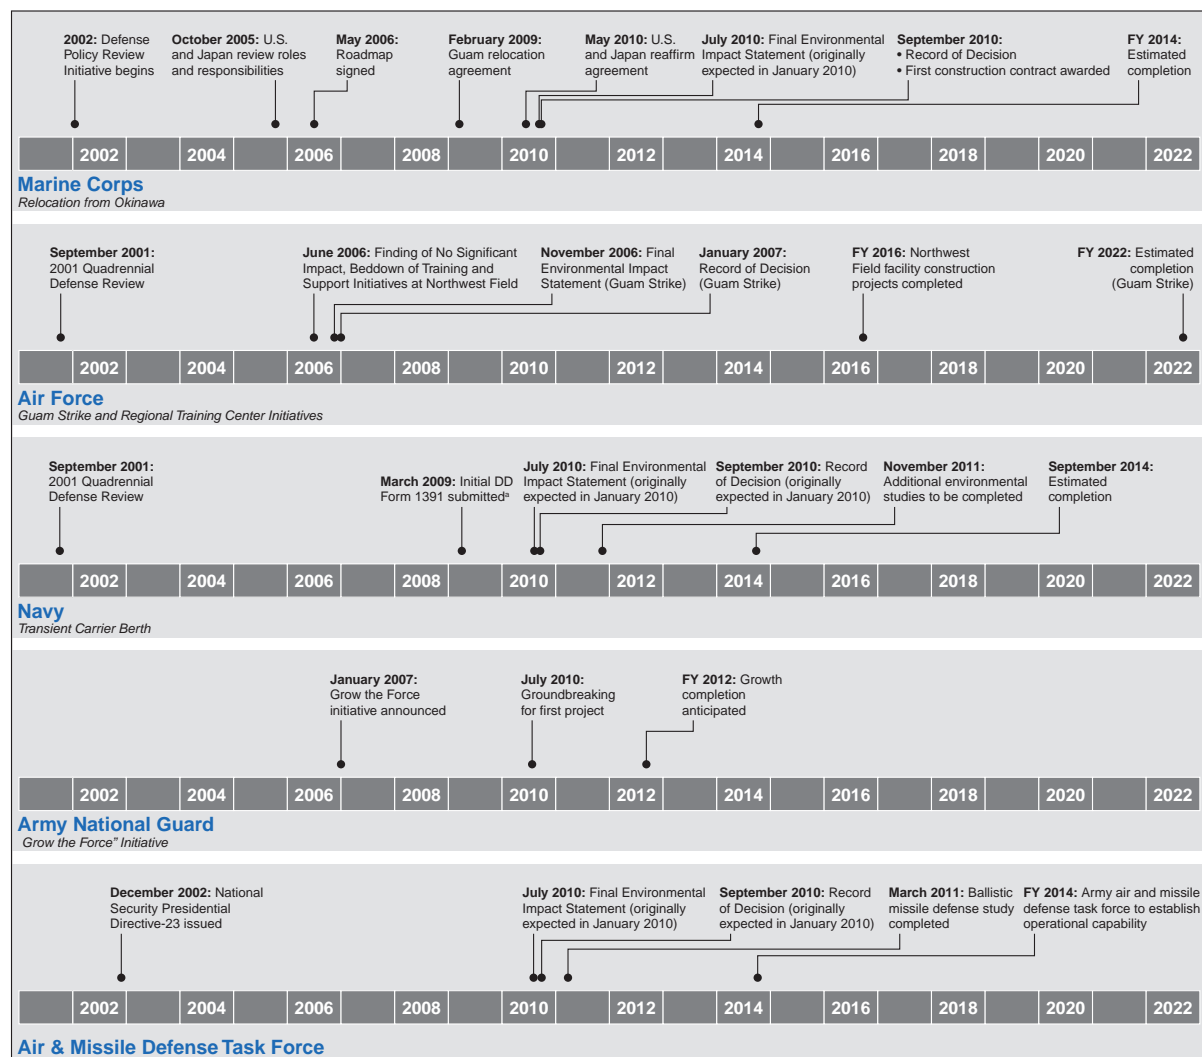 2002: Defense
Policy Review
Initiative begins
October 2005: U.S.
and Japan review roles
and responsibilities
May 2006:
Roadmap
signed
February 2009:
Guam relocation
agreement
May 2010: U.S.
and Japan reaffirm
agreement
July 2010: Final Environmental
Impact Statement (originally
expected in January 2010)
September 2010:
• Record of Decision
• First construction contract awarded
FY 2014:
Estimated
completion
2002 2004 2006 2008 2010 2012 2014 2016 2018 2020 2022
Marine Corps
Relocation from Okinawa
September 2001:
2001 Quadrennial
Defense Review
June 2006: Finding of No Significant
Impact, Beddown of Training and
Support Initiatives at Northwest Field
November 2006: Final
Environmental Impact
Statement (Guam Strike)
January 2007:
Record of Decision
(Guam Strike)
FY 2016: Northwest
Field facility construction
projects completed
FY 2022: Estimated
completion
(Guam Strike)
2002 2004 2006 2008 2010 2012 2014 2016 2018 2020 2022
Air Force
Guam Strike and Regional Training Center Initiatives
September 2001:
2001 Quadrennial
Defense Review
March 2009: Initial DD
Form 1391 submittedᵃ
July 2010: Final Environmental
Impact Statement (originally
expected in January 2010)
September 2010: Record
of Decision (originally
expected in January 2010)
November 2011:
Additional environmental
studies to be completed
September 2014:
Estimated
completion
2002 2004 2006 2008 2010 2012 2014 2016 2018 2020 2022
Navy
Transient Carrier Berth
January 2007:
Grow the Force
initiative announced
July 2010:
Groundbreaking
for first project
FY 2012: Growth
completion
anticipated
2002 2004 2006 2008 2010 2012 2014 2016 2018 2020 2022
Army National Guard
Grow the Force” Initiative
December 2002: National
Security Presidential
Directive-23 issued
July 2010: Final Environmental
Impact Statement (originally
expected in January 2010)
September 2010: Record
of Decision (originally
expected in January 2010)
March 2011: Ballistic
missile defense study
completed
FY 2014: Army air and missile
defense task force to establish
operational capability
2002 2004 2006 2008 2010 2012 2014 2016 2018 2020 2022
Air & Missile Defense Task Force